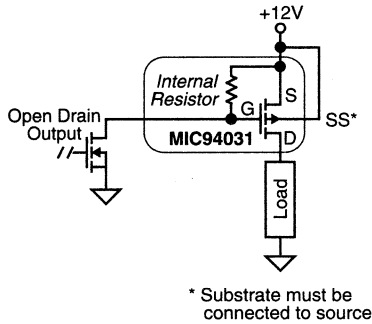 +12V
Internal
Resistor
S
G
Open Drain
Output
SS*
MIC94031
D
Load
* Substrate must be
connected to source